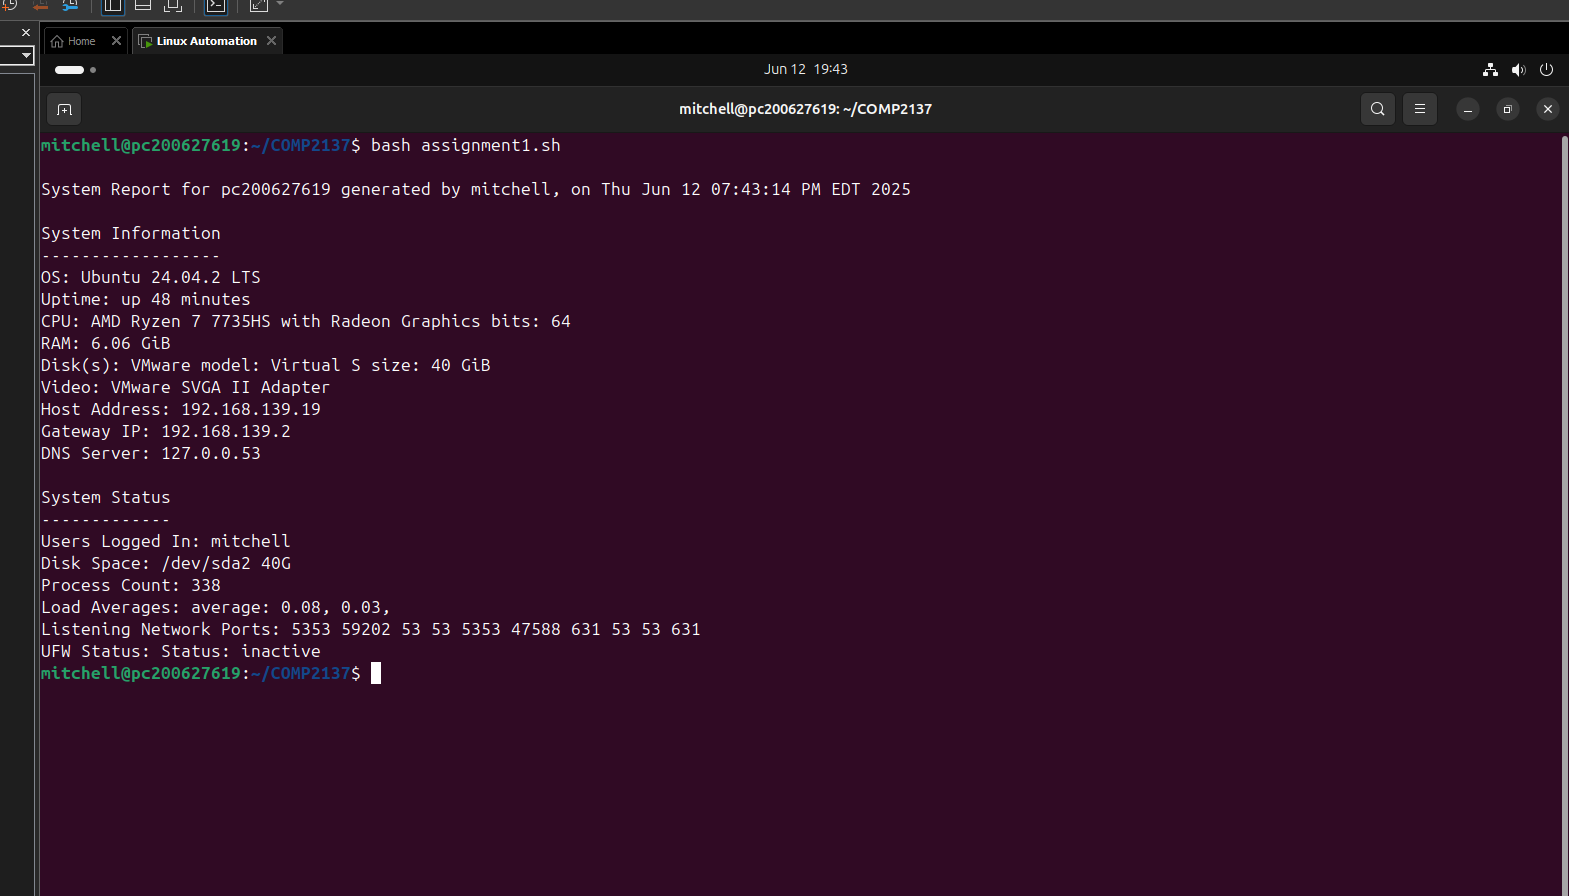 Home
Linux Automation
Jun 12 19:43
mitchell@pc200627619: ~/COMP2137
mitchell@pc200627619:~/COMP2137$ bash assignment1.sh
System Report for pc200627619 generated by mitchell, on Thu Jun 12 07:43:14 PM EDT 2025
System Information
------------------
OS: Ubuntu 24.04.2 LTS
Uptime: up 48 minutes
CPU: AMD Ryzen 7 7735HS with Radeon Graphics bits: 64
RAM: 6.06 GiB
Disk(s): VMware model: Virtual S size: 40 GiB
Video: VMware SVGA II Adapter
Host Address: 192.168.139.19
Gateway IP: 192.168.139.2
DNS Server: 127.0.0.53
System Status
-------------
Users Logged In: mitchell
Disk Space: /dev/sda2 40G
Process Count: 338
Load Averages: average: 0.08, 0.03,
Listening Network Ports: 5353 59202 53 53 5353 47588 631 53 53 631
UFW Status: Status: inactive
mitchell@pc200627619:~/COMP2137$